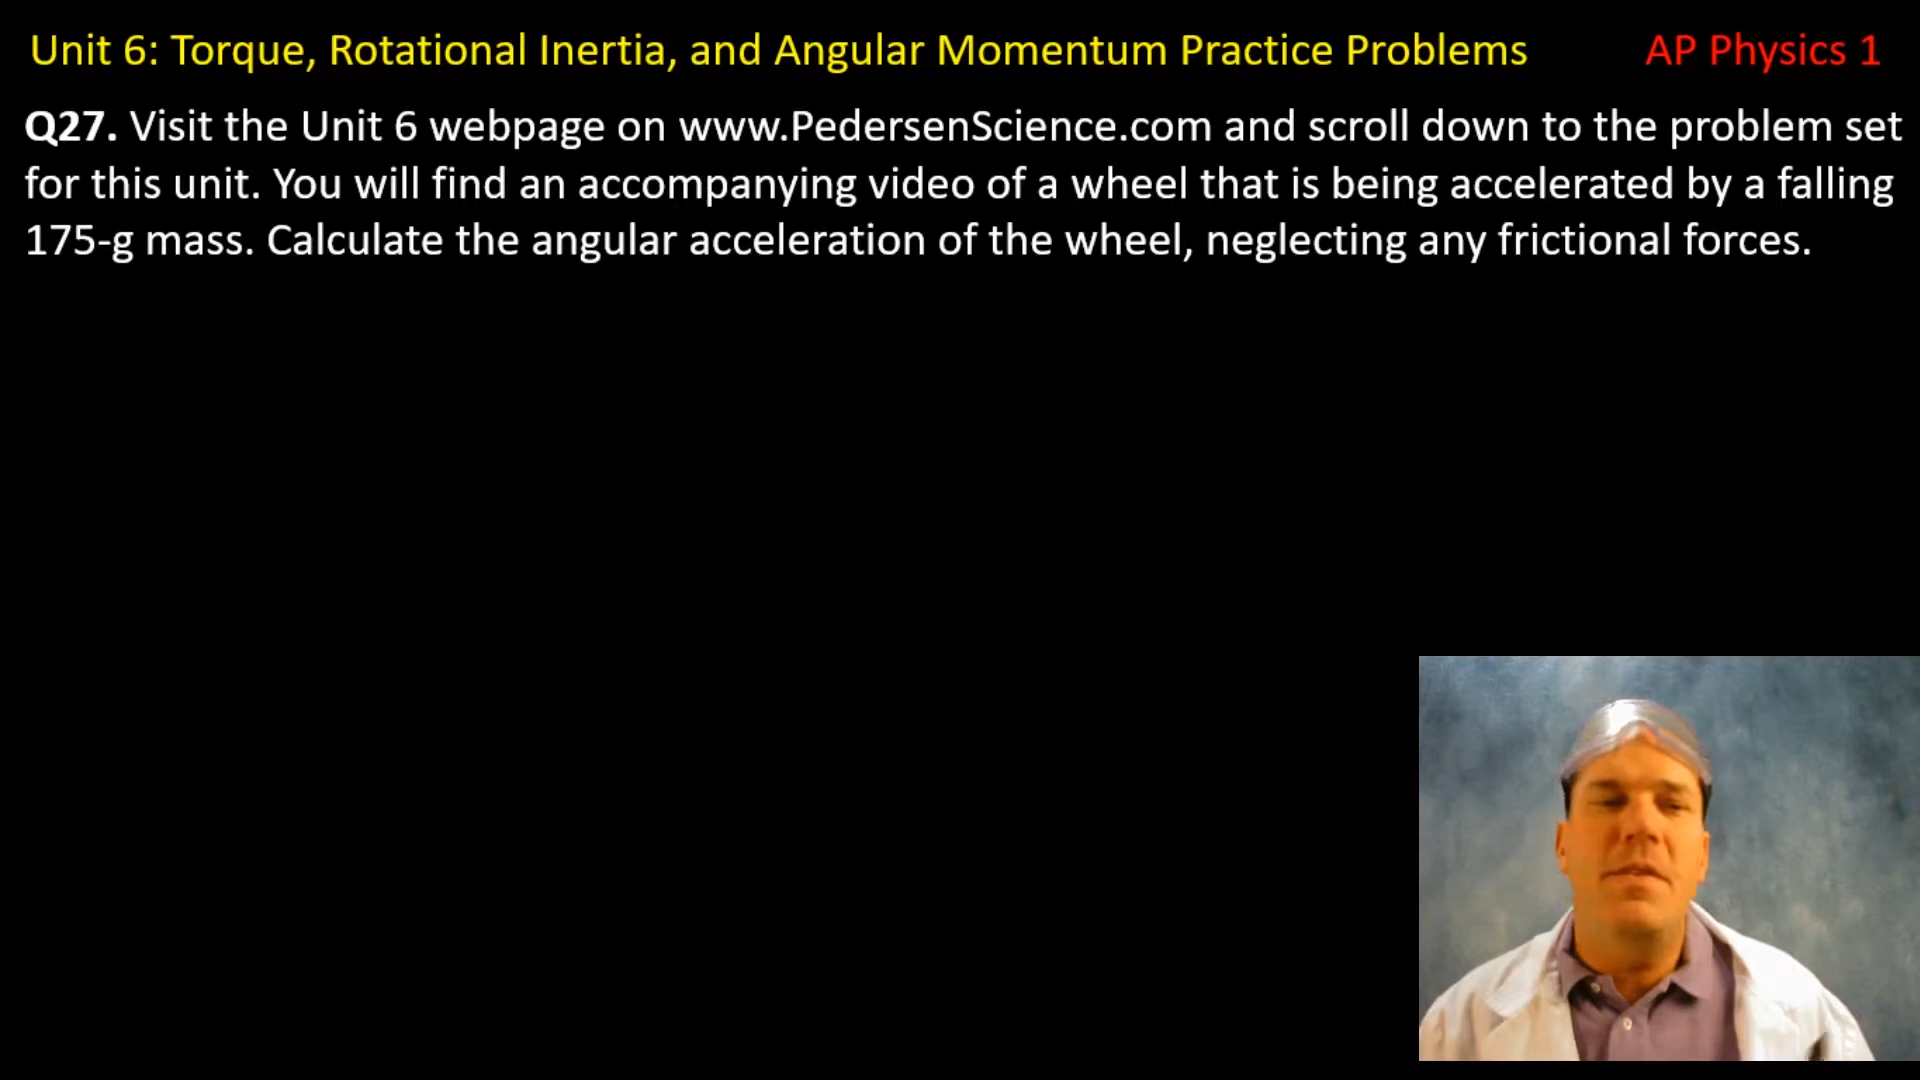 Unit 6: Torque, Rotational Inertia, and Angular Momentum Practice Problems AP Physics 1
Q27. Visit the Unit 6 webpage on www.PedersenScience.com and scroll down to the problem set
for this unit. You will find an accompanying video of a wheel that is being accelerated by a falling
175-g mass. Calculate the angular acceleration of the wheel, neglecting any frictional forces.